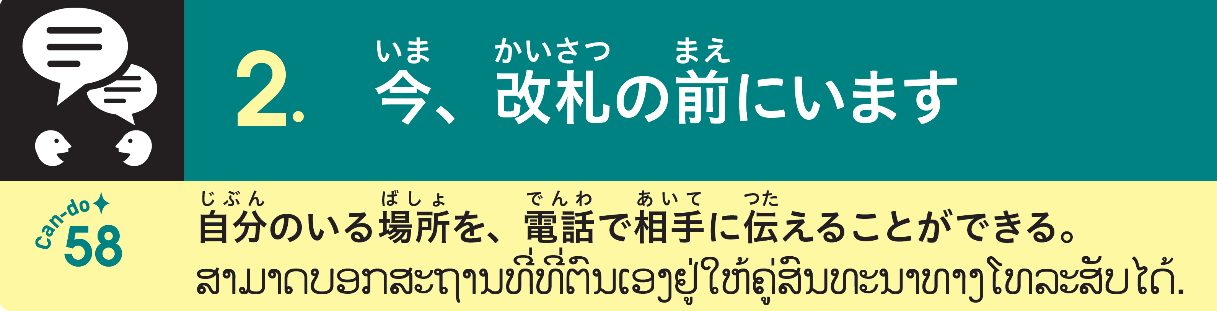 いま かいさつ まえ
2. 今、改札の前にいます
じぶん ばしょ でんわ あいて つた
Can-do 58 自分のいる場所を、電話で相手に伝えることができる。
ສາມາດບອກສະຖານທີ່ທີ່ຕົນເອງຢູ່ໃຫ້ຄູ່ສົນທະນາທາງໂທລະສັບໄດ້.